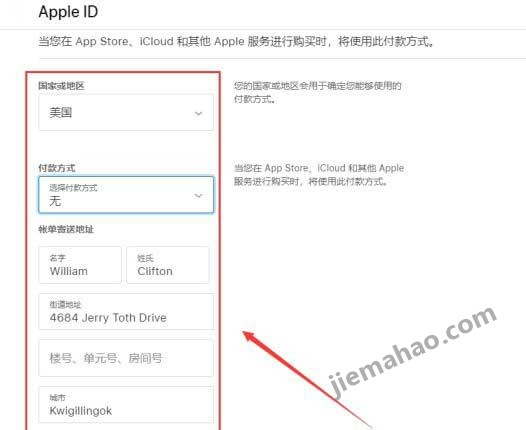 Apple ID
当您在 App Store、iCloud 和其他 Apple 服务进行购买时，将使用此付款方式。
国家或地区
美国
您的国家或地区会用于确定您能够使用的
付款方式。
付款方式
选择付款方式
无
当您在 App Store、iCloud 和其他 Apple
服务进行购买时，将使用此付款方式。
帐单寄送地址
名字
William
姓氏
Clifton
街道地址
4684 Jerry Toth Drive
楼号、单元号、房间号
城市
Kwigillingok
jiemahao.com